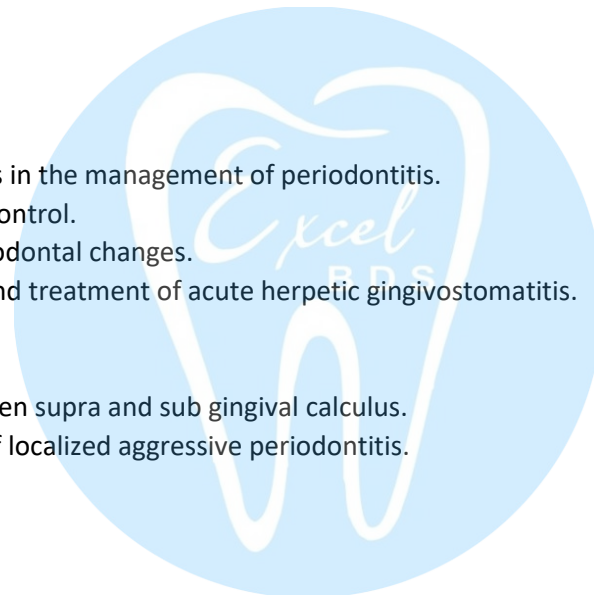 s in the management of periodontitis.
ontrol.
odontal changes.
nd treatment of acute herpetic gingivostomatitis.
Excel
BDS
en supra and sub gingival calculus.
f localized aggressive periodontitis.